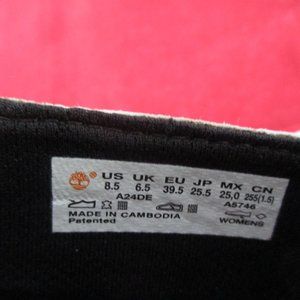 US UK EU JP MX CN
8.5 6.5 39.5 25.5 25,0 255(1.5)
A24DE A5746
MADE IN CAMBODIA WOMENS
Patented